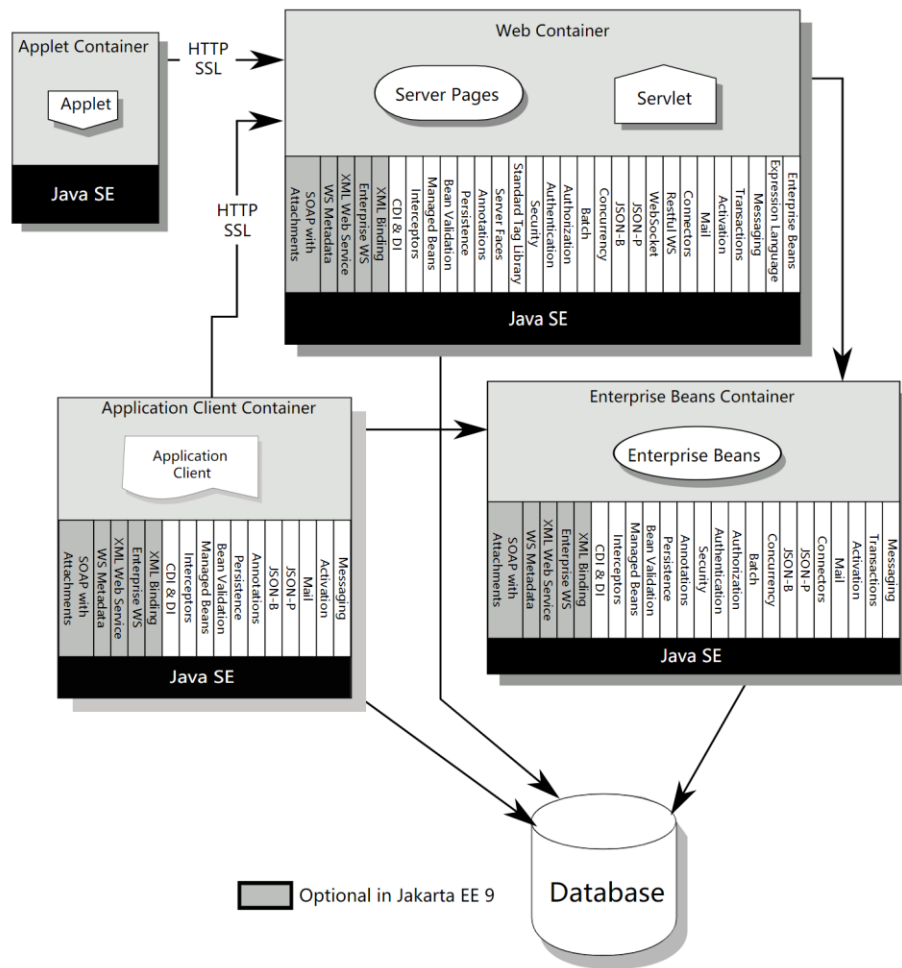 Applet Container
Applet
Java SE
HTTP
SSL
HTTP
SSL
Web Container
Server Pages
Servlet
SOAP with
Attachments
WS Metadata
XML Web Service
Enterprise WS
XML Binding
CDI & DI
Interceptors
Managed Beans
Bean Validation
Persistence
Annotations
Server Faces
Standard Tag Library
Security
Authentication
Authorization
Batch
Concurrency
JSON-B
JSON-P
WebSocket
Restful WS
Connectors
Mail
Activation
Transactions
Messaging
Expression Language
Enterprise Beans
Java SE
Application Client Container
Application
Client
SOAP with
Attachments
WS Metadata
XML Web Service
Enterprise WS
XML Binding
CDI & DI
Interceptors
Managed Beans
Bean Validation
Persistence
Annotations
JSON-B
JSON-P
Mail
Activation
Messaging
Java SE
Enterprise Beans Container
Enterprise Beans
SOAP with
Attachments
WS Metadata
XML Web Service
Enterprise WS
XML Binding
CDI & DI
Interceptors
Managed Beans
Bean Validation
Persistence
Annotations
Security
Authentication
Authorization
Batch
Concurrency
JSON-B
JSON-P
Connectors
Mail
Activation
Transactions
Messaging
Java SE
Optional in Jakarta EE 9
Database